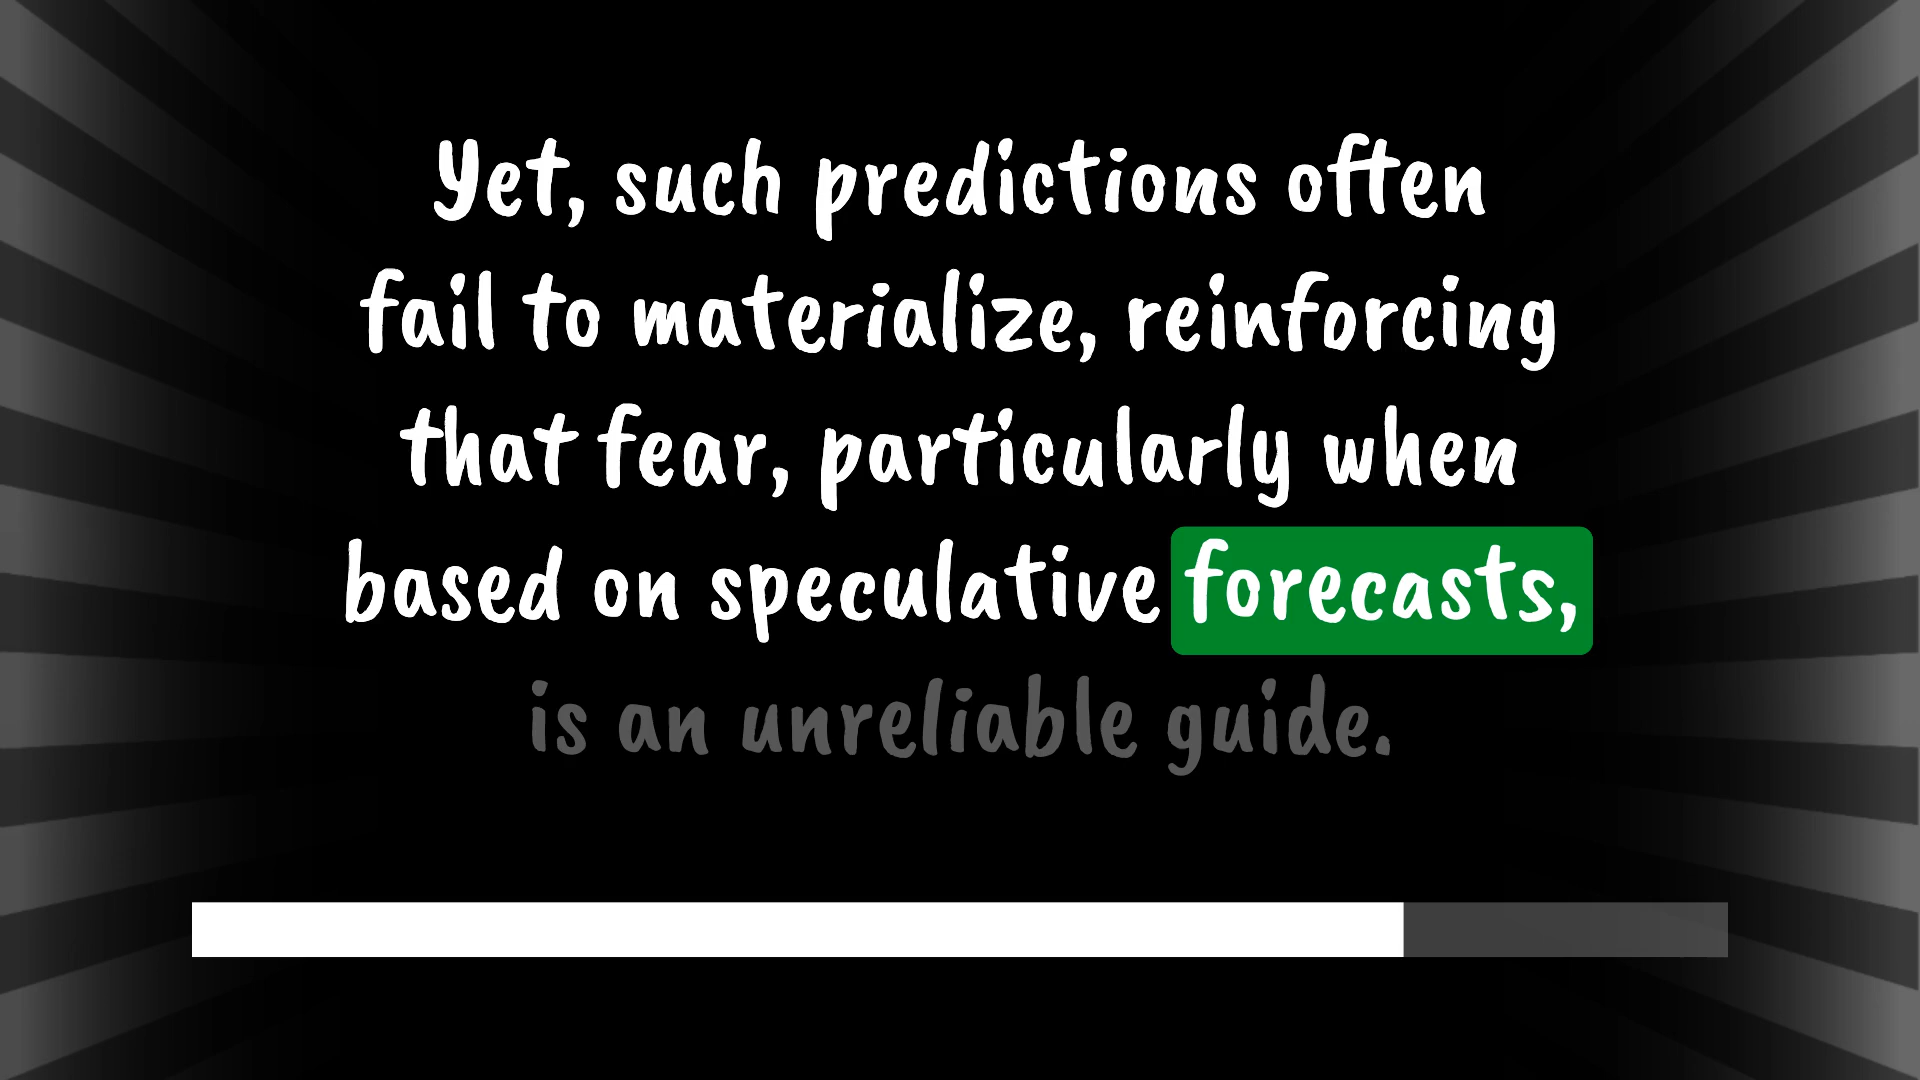 Yet, such predictions often
fail to materialize, reinforcing
that fear, particularly when
based on speculative forecasts,
is an unreliable guide.